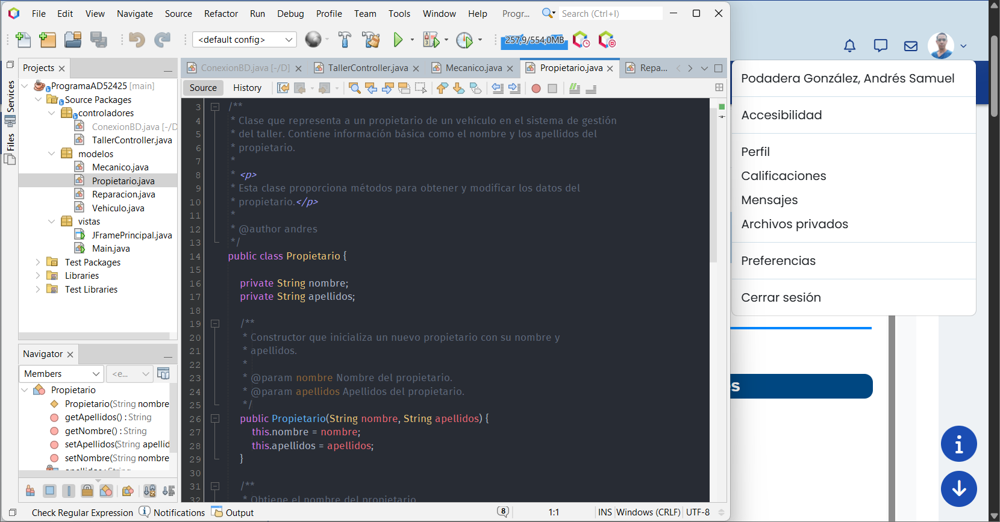 File Edit View Navigate Source Refactor Run Debug Profile Team Tools Window Help Progr... Search (Ctrl+I)
<default config> 257,9/554,0MB
Projects
Services
Files
ProgramaAD52425 [main]
Source Packages
controladores
ConexionBD.java [-/D
TallerController.java
modelos
Mecanico.java
Propietario.java
Reparacion.java
Vehiculo.java
vistas
JFramePrincipal.java
Main.java
Test Packages
Libraries
Test Libraries
Navigator
Members <e...
Propietario
Propietario(String nombre
getApellidos() : String
getNombre() : String
setApellidos(String apellid
setNombre(String nombre
apellidos : String
ConexionBD.java [-/D] TallerController.java Mecanico.java Propietario.java Repa...
Source History
3 /**
4 * Clase que representa a un propietario de un vehículo en el sistema de gestión
5 * del taller. Contiene información básica como el nombre y los apellidos del
6 * propietario.
7 *
8 * <p>
9 * Esta clase proporciona métodos para obtener y modificar los datos del
10 * propietario.</p>
11 *
12 * @author andres
13 */
14 public class Propietario {
15
16 private String nombre;
17 private String apellidos;
18
19 /**
20 * Constructor que inicializa un nuevo propietario con su nombre y
21 * apellidos.
22 *
23 * @param nombre Nombre del propietario.
24 * @param apellidos Apellidos del propietario.
25 */
26 public Propietario(String nombre, String apellidos) {
27 this.nombre = nombre;
28 this.apellidos = apellidos;
29 }
30
31 /**
32 * Obtiene el nombre del propietario
Check Regular Expression Notifications Output 8 1:1 INS Windows (CRLF) UTF-8
Podadera González, Andrés Samuel
Accesibilidad
Perfil
Calificaciones
Mensajes
Archivos privados
Preferencias
Cerrar sesión
s
i